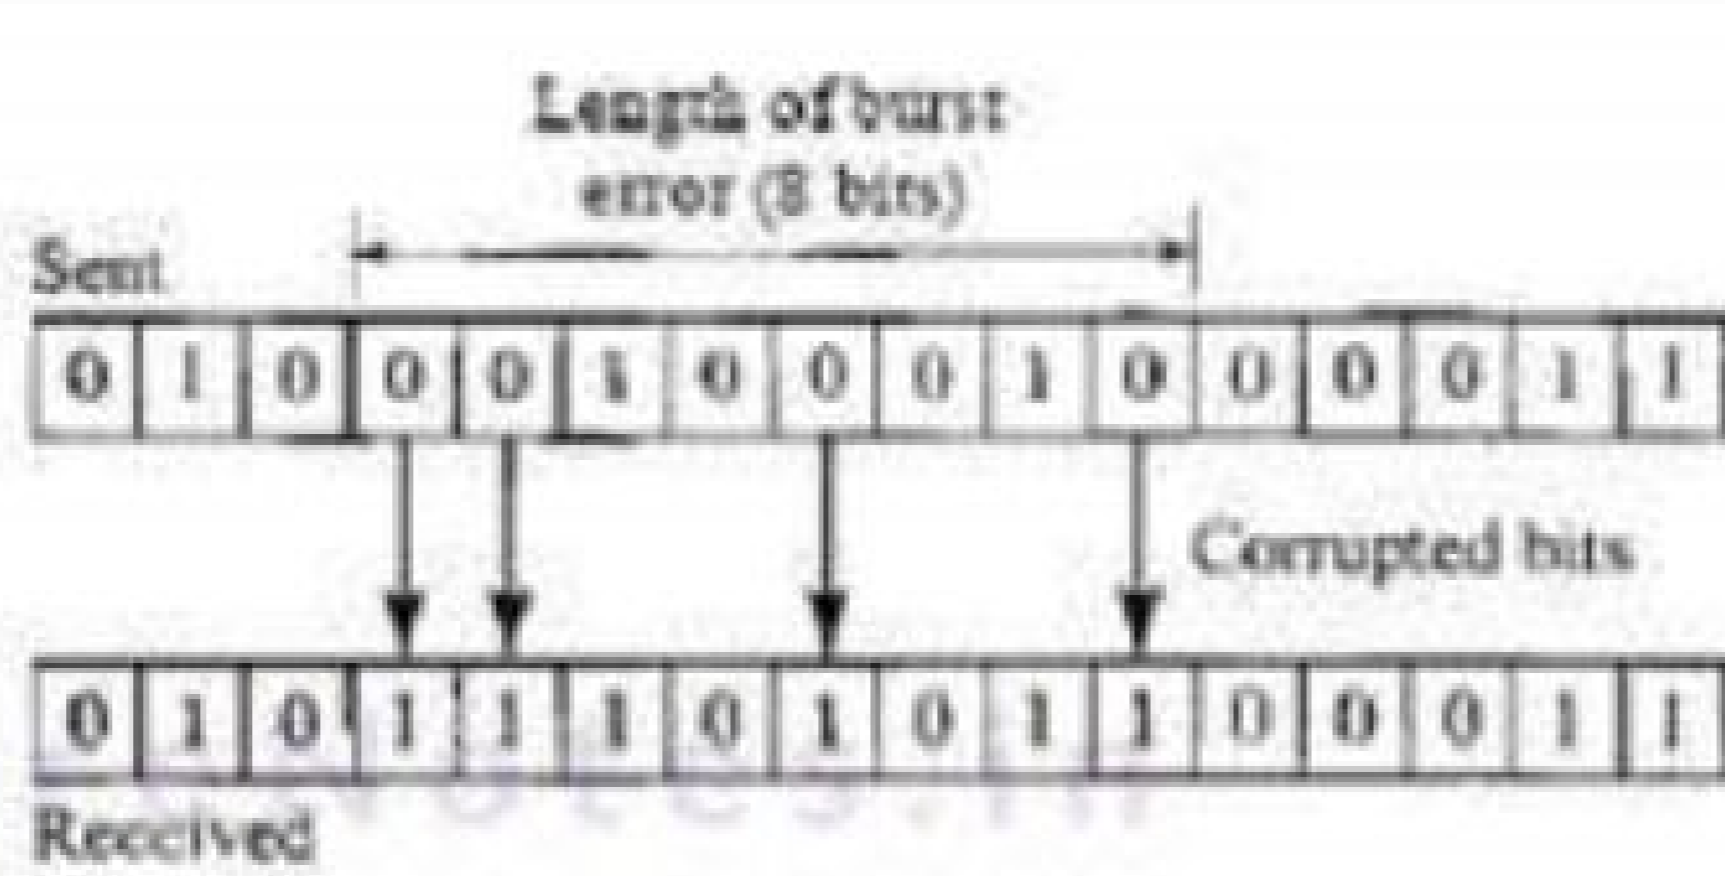 Length of burst
error (8 bits)
Sent
0 1 0 0 0 1 0 0 0 1 0 0 0 0 1 1
Corrupted bits
0 1 0 1 1 1 0 1 0 1 1 0 0 0 1 1
Received